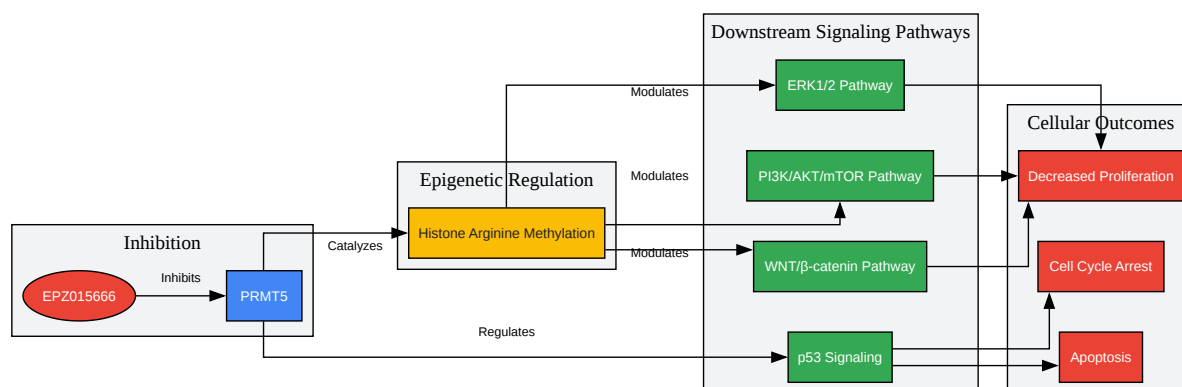 Downstream Signaling Pathways
ERK1/2 Pathway
Modulates
Cellular Outcomes
Epigenetic Regulation
Modulates
PI3K/AKT/mTOR Pathway
Decreased Proliferation
Histone Arginine Methylation
Inhibition
Catalyzes
Modulates
WNT/β-catenin Pathway
Cell Cycle Arrest
Inhibits
EPZ015666
PRMT5
Regulates
p53 Signaling
Apoptosis